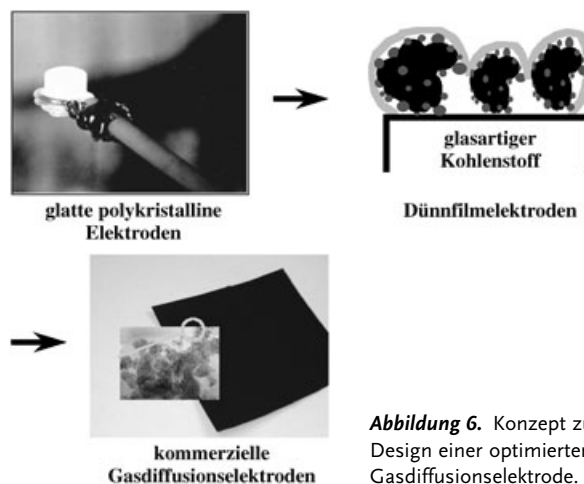 glatte polykristalline
Elektroden
glasartiger
Kohlenstoff
Dünnfilmelektroden
kommerzielle
Gasdiffusionselektroden
Abbildung 6. Konzept zu
Design einer optimierten
Gasdiffusionselektrode.